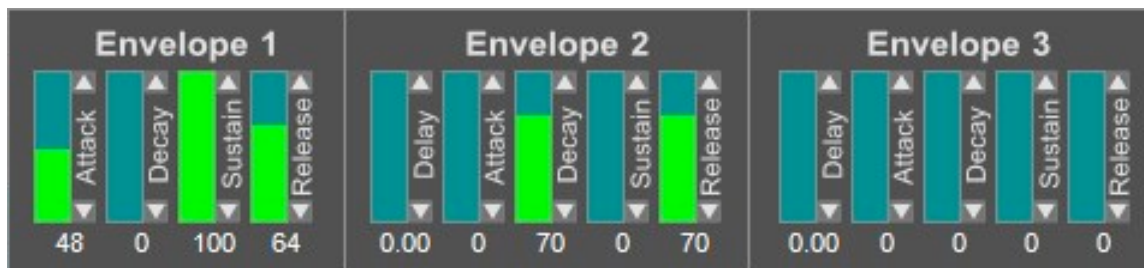 Envelope 1
Attack
Decay
Sustain
Release
48 0 100 64
Envelope 2
Delay
Attack
Decay
Sustain
Release
0.00 0 70 0 70
Envelope 3
Delay
Attack
Decay
Sustain
Release
0.00 0 0 0 0